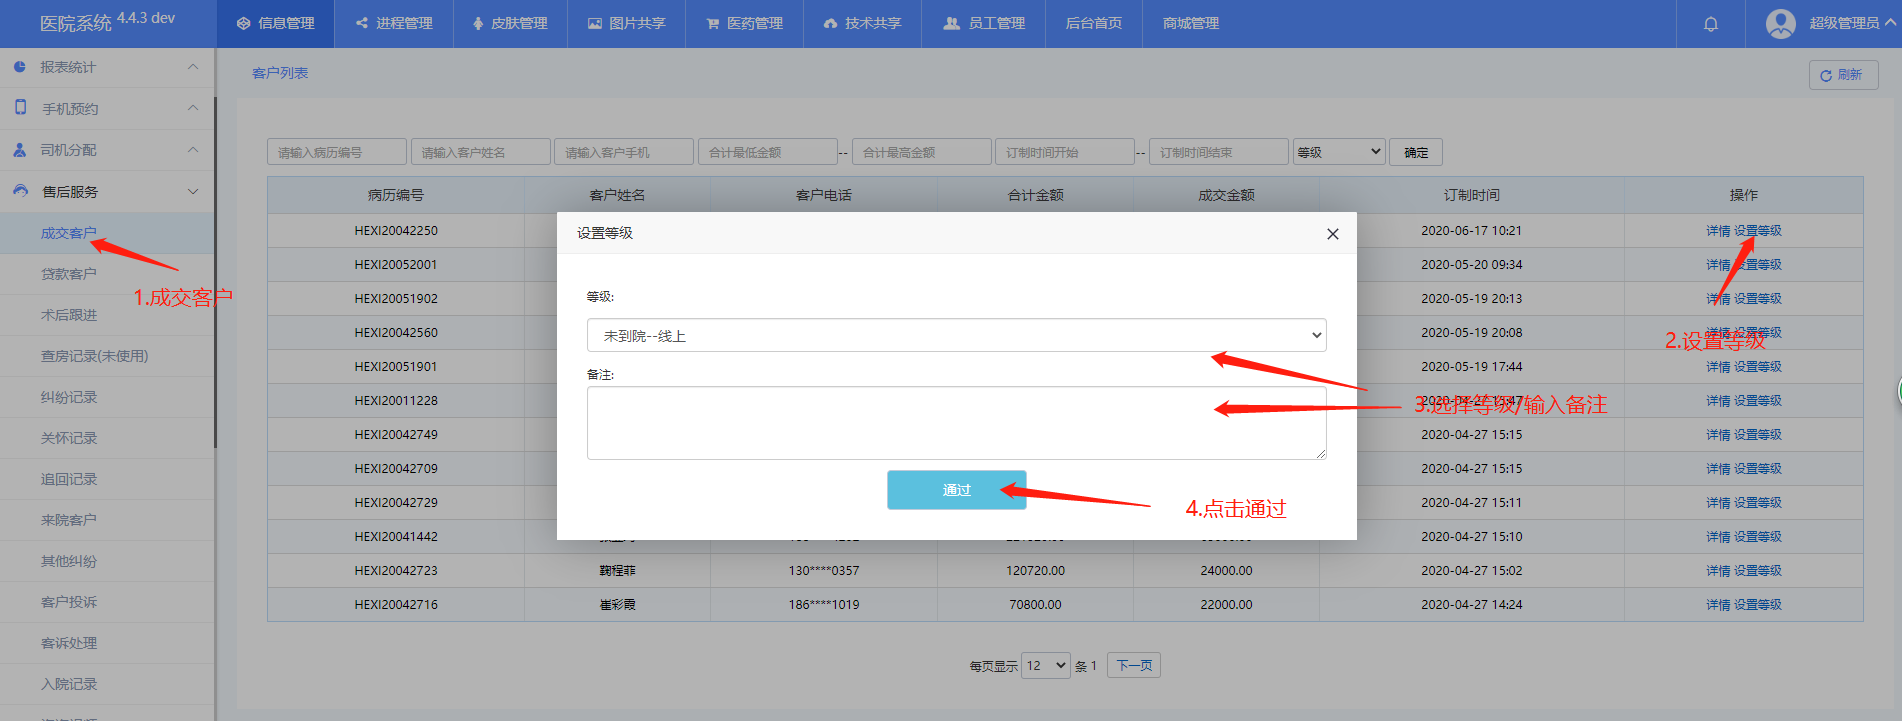 医院系统 4.4.3 dev
信息管理
进程管理
皮肤管理
图片共享
医药管理
技术共享
员工管理
后台首页
商城管理
超级管理员
报表统计
手机预约
司机分配
售后服务
成交客户
贷款客户
术后跟进
查房记录(未使用)
纠纷记录
关怀记录
追回记录
来院客户
其他纠纷
客户投诉
客诉处理
入院记录
1.成交客户
客户列表
刷新
请输入病历编号 请输入客户姓名 请输入客户手机 合计最低金额 -- 合计最高金额 订制时间开始 -- 订制时间结束 等级 确定
病历编号 客户姓名 客户电话 合计金额 成交金额 订制时间 操作
HEXI20042250 2020-06-17 10:21 详情 设置等级
HEXI20052001 2020-05-20 09:34 详情 设置等级
HEXI20051902 2020-05-19 20:13 详情 设置等级
HEXI20042560 2020-05-19 20:08 详情 设置等级
HEXI20051901 2020-05-19 17:44 详情 设置等级
HEXI20011228 2020-04-27 15:47 详情 设置等级
HEXI20042749 2020-04-27 15:15 详情 设置等级
HEXI20042709 2020-04-27 15:15 详情 设置等级
HEXI20042729 2020-04-27 15:11 详情 设置等级
HEXI20041442 2020-04-27 15:10 详情 设置等级
HEXI20042723 鞠程菲 130****0357 120720.00 24000.00 2020-04-27 15:02 详情 设置等级
HEXI20042716 崔彩霞 186****1019 70800.00 22000.00 2020-04-27 14:24 详情 设置等级
2.设置等级
设置等级
等级:
未到院--线上
备注:
3.选择等级/输入备注
通过
4.点击通过
每页显示 12 条 1 下一页